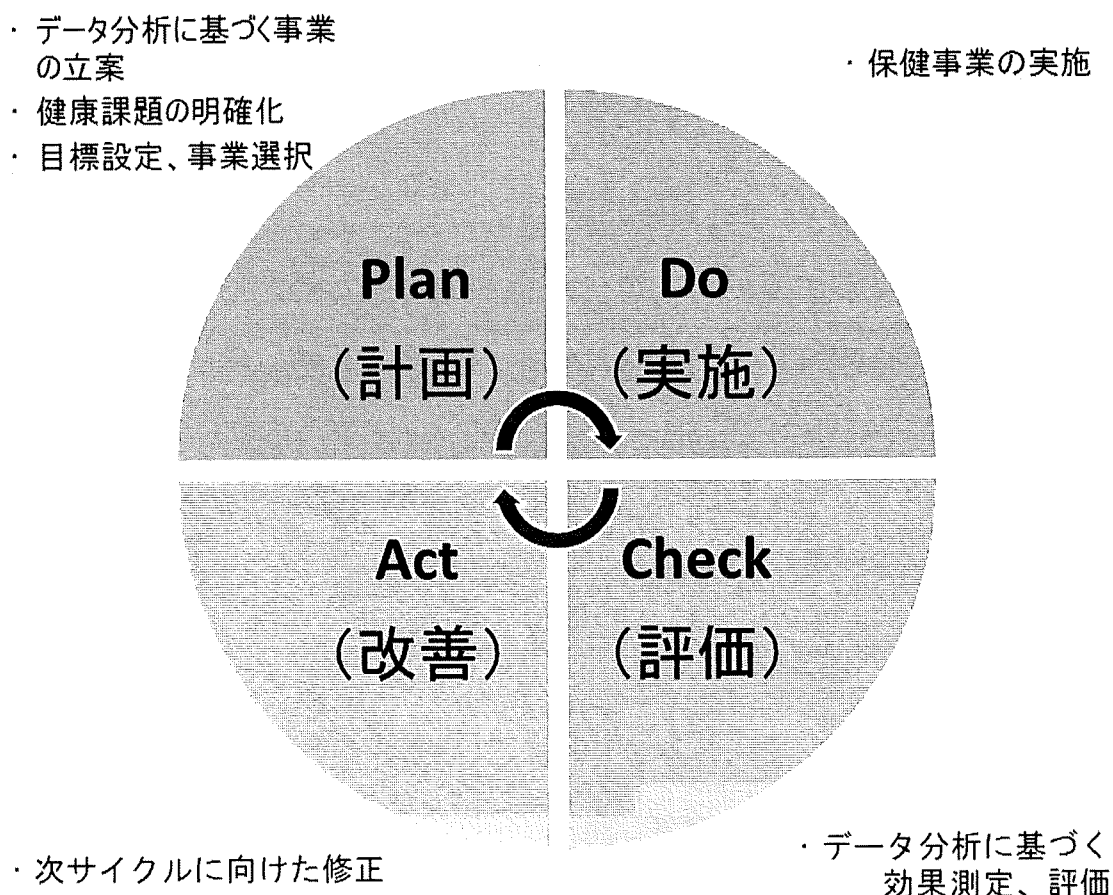 ・データ分析に基づく事業
の立案
・健康課題の明確化
・目標設定、事業選択
・保健事業の実施
Plan
(計画)
Do
(実施)
Act
(改善)
Check
(評価)
・次サイクルに向けた修正
・データ分析に基づく
効果測定、評価